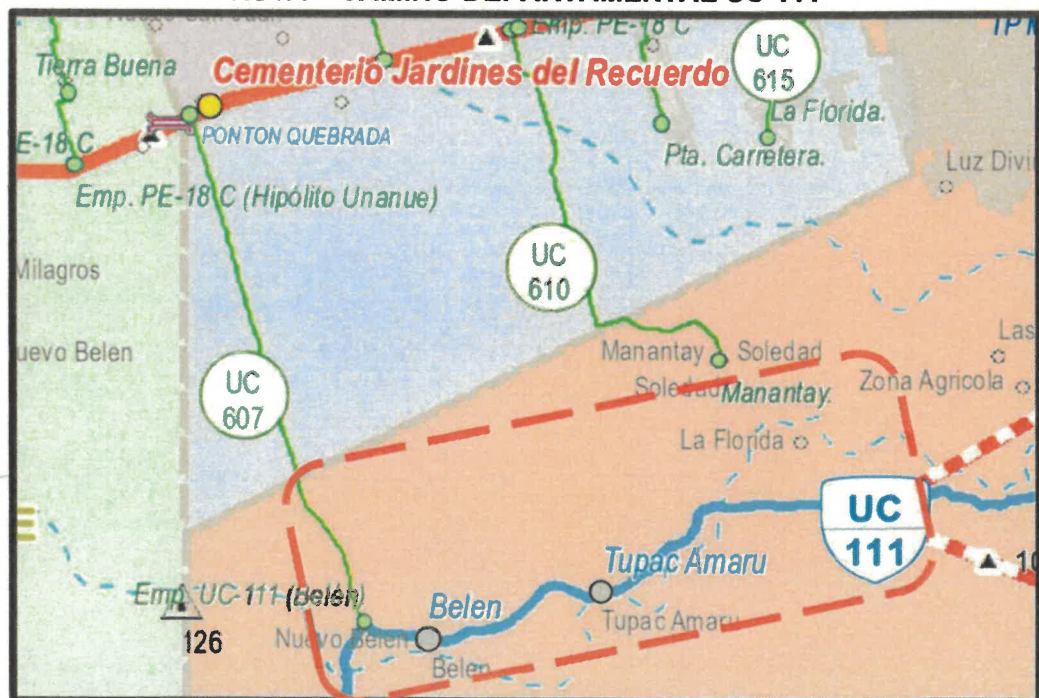 Tierra Buena
Emp. PE-18 C
UC
615
Cementerio Jardines del Recuerdo
La Florida.
PONTON QUEBRADA
Pta. Carretera.
Luz Divi
E-18 C
Emp. PE-18 C (Hipólito Unanue)
UC
610
Milagros
uevo Belen
Manantay
Soledad
Las
Soledad
Manantay.
Zona Agricola
UC
607
La Florida
UC
111
Tupac Amaru
Emp. UC-111 (Belén)
Belen
Tupac Amaru
126
Nuevo Belen
Belen